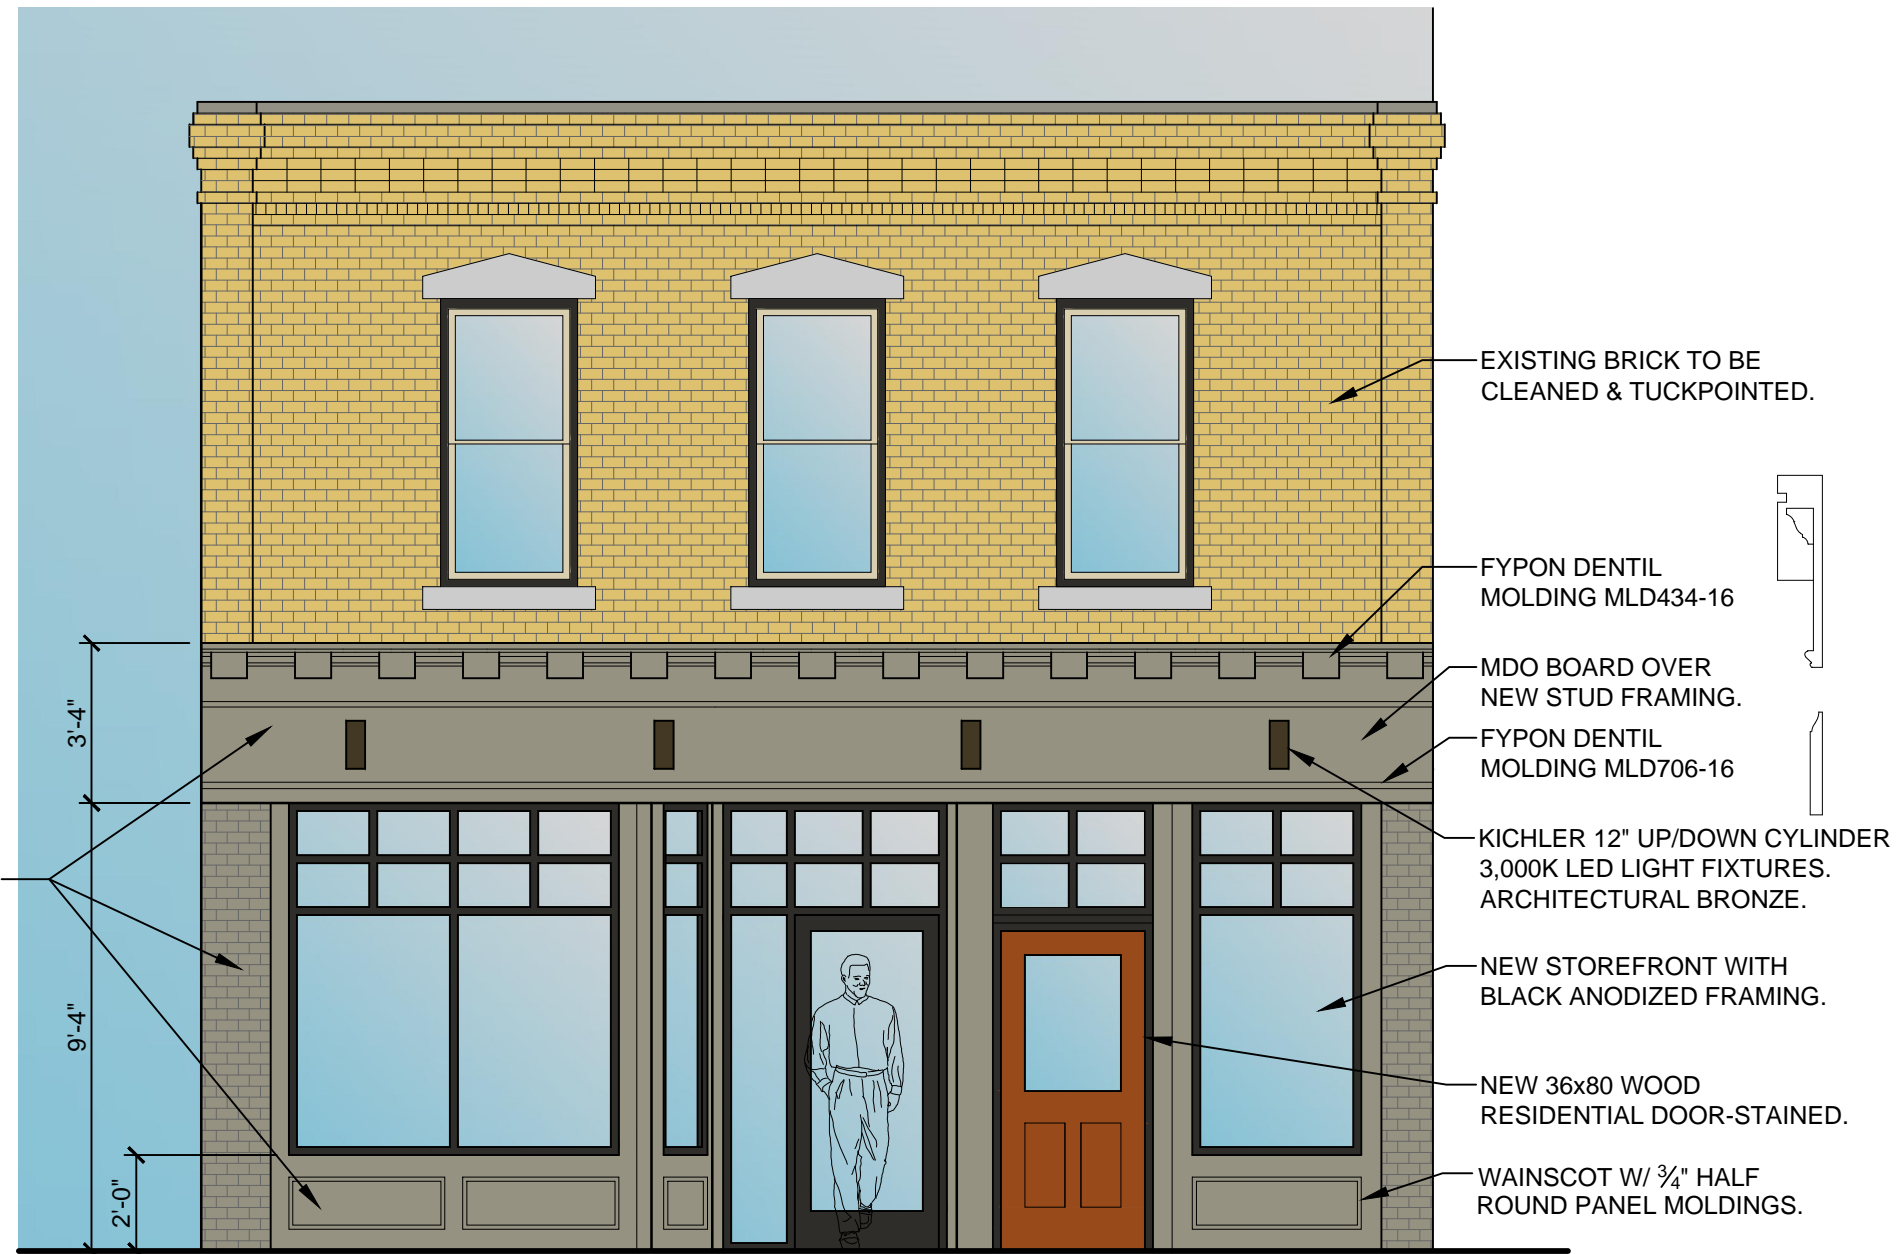 EXISTING BRICK TO BE
CLEANED & TUCKPOINTED.
FYPON DENTIL
MOLDING MLD434-16
MDO BOARD OVER
NEW STUD FRAMING.
FYPON DENTIL
MOLDING MLD706-16
KICHLER 12" UP/DOWN CYLINDER
3,000K LED LIGHT FIXTURES.
ARCHITECTURAL BRONZE.
NEW STOREFRONT WITH
BLACK ANODIZED FRAMING.
NEW 36x80 WOOD
RESIDENTIAL DOOR-STAINED.
WAINSCOT W/ ¾" HALF
ROUND PANEL MOLDINGS.
3'-4"
9'-4"
2'-0"